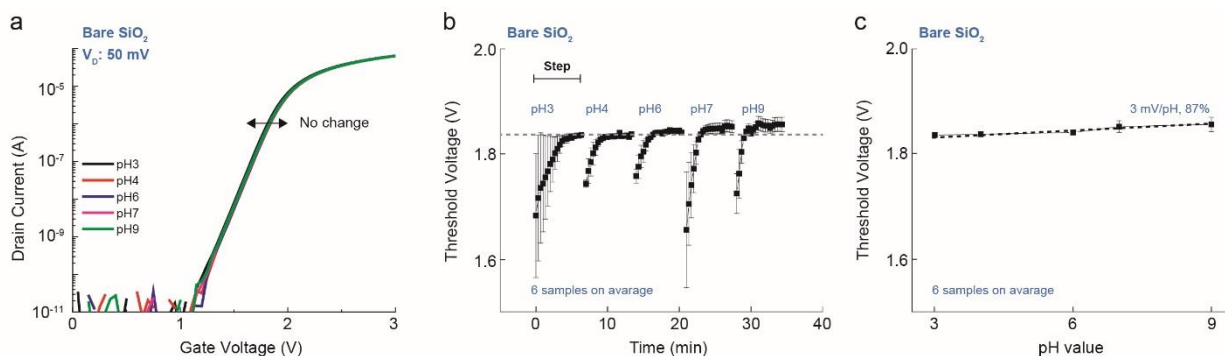 a
Bare SiO₂
V_D: 50 mV
No change
pH3
pH4
pH6
pH7
pH9
10⁻⁵
10⁻⁷
10⁻⁹
10⁻¹¹
Drain Current (A)
0
1
2
3
Gate Voltage (V)
b
Bare SiO₂
Step
pH3
pH4
pH6
pH7
pH9
6 samples on avarage
2.0
1.8
1.6
Threshold Voltage (V)
0
10
20
30
40
Time (min)
c
Bare SiO₂
3 mV/pH, 87%
6 samples on avarage
2.0
1.8
1.6
Threshold Voltage (V)
3
6
9
pH value